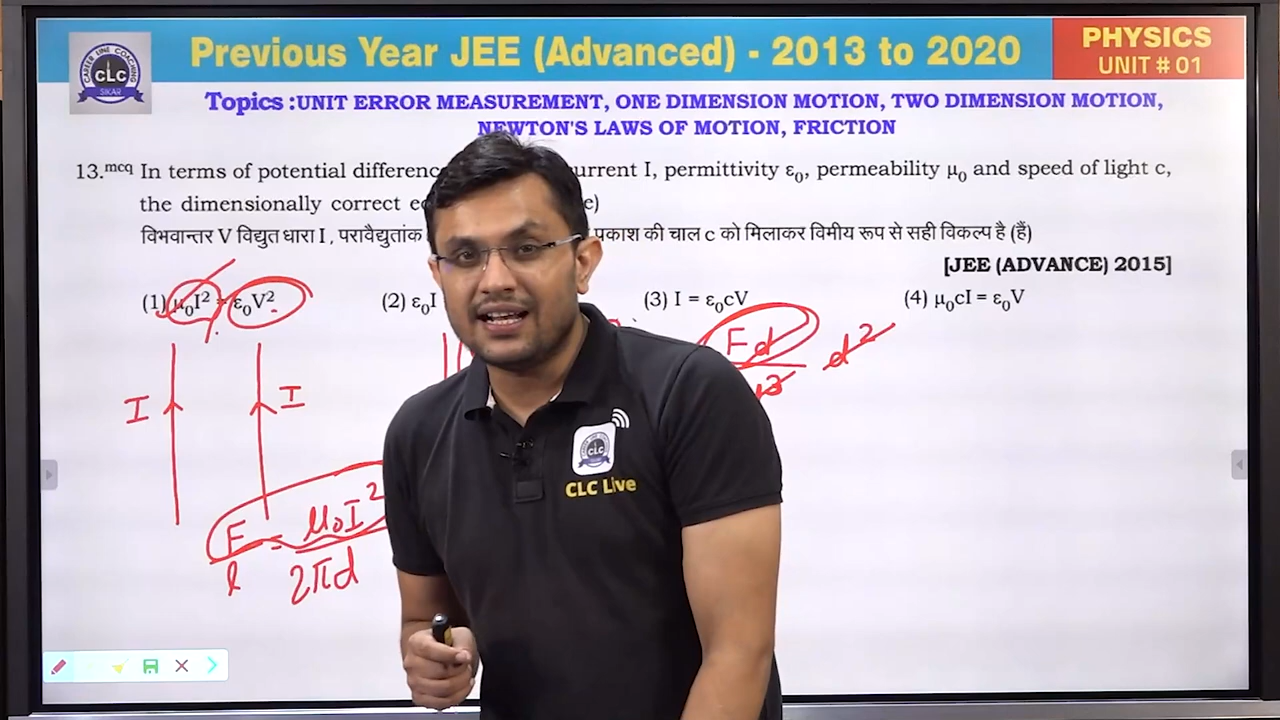 Previous Year JEE (Advanced) - 2013 to 2020
PHYSICS
UNIT # 01
CAREER LINE COACHING
CLC
SIKAR
Topics :UNIT ERROR MEASUREMENT, ONE DIMENSION MOTION, TWO DIMENSION MOTION,
NEWTON'S LAWS OF MOTION, FRICTION
13.mcq In terms of potential I, permittivity ε₀, permeability μ₀ and speed of light c,
the dimensionally correct
विभवान्तर V विद्युत धारा I , परावैद्युतांक प्रकाश की चाल c को मिलाकर विमीय रूप से सही विकल्प है (हैं)
[JEE (ADVANCE) 2015]
(1) μ₀I² = ε₀V² (2) ε₀I (3) I = ε₀cV (4) μ₀cI = ε₀V
I I
F/l = μ₀I²/2πd
Fd d²
CLC
CLC Live